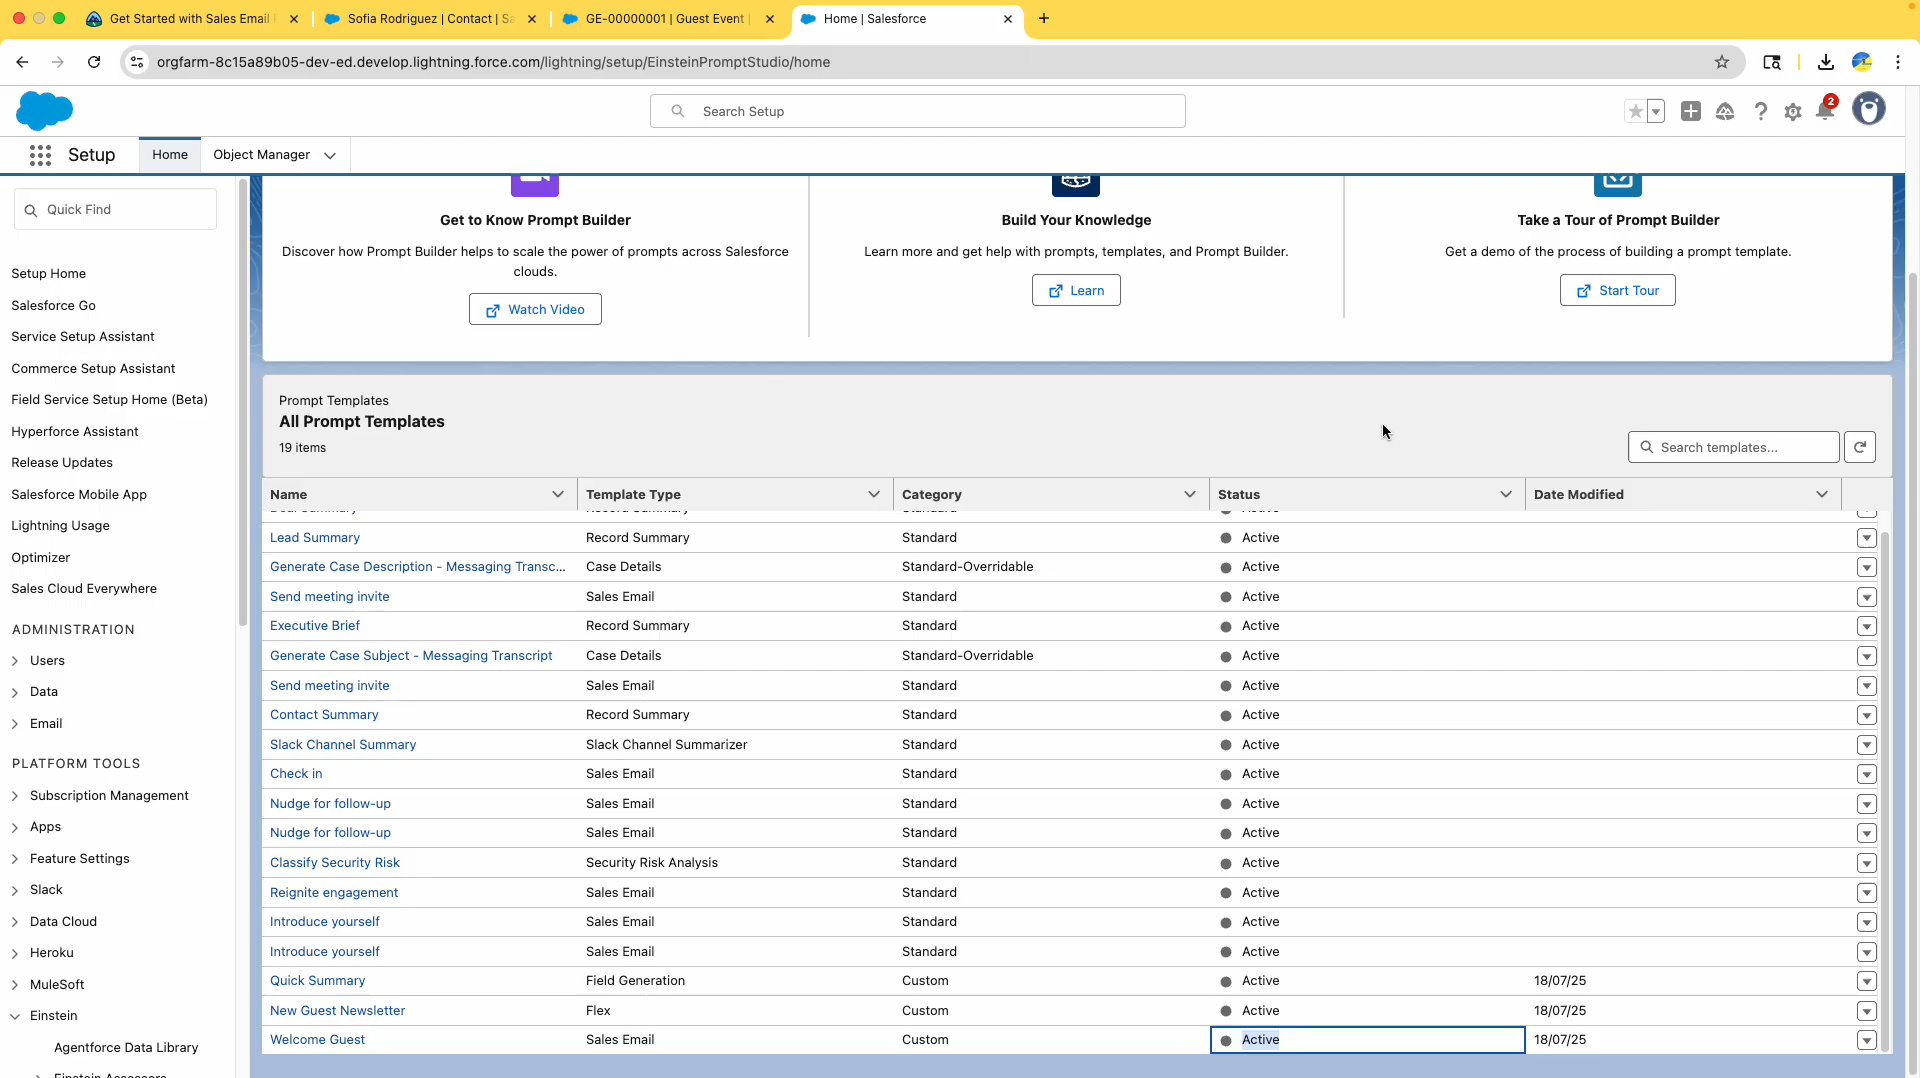 Get Started with Sales Email
Sofia Rodriguez | Contact | Sa
GE-00000001 | Guest Event |
Home | Salesforce
orgfarm-8c15a89b05-dev-ed.develop.lightning.force.com/lightning/setup/EinsteinPromptStudio/home
Search Setup
2
Setup
Home
Object Manager
Quick Find
Setup Home
Salesforce Go
Service Setup Assistant
Commerce Setup Assistant
Field Service Setup Home (Beta)
Hyperforce Assistant
Release Updates
Salesforce Mobile App
Lightning Usage
Optimizer
Sales Cloud Everywhere
ADMINISTRATION
Users
Data
Email
PLATFORM TOOLS
Subscription Management
Apps
Feature Settings
Slack
Data Cloud
Heroku
MuleSoft
Einstein
Agentforce Data Library
Get to Know Prompt Builder
Discover how Prompt Builder helps to scale the power of prompts across Salesforce
clouds.
Watch Video
Build Your Knowledge
Learn more and get help with prompts, templates, and Prompt Builder.
Learn
Take a Tour of Prompt Builder
Get a demo of the process of building a prompt template.
Start Tour
Prompt Templates
All Prompt Templates
19 items
Search templates...
Name Template Type Category Status Date Modified
Lead Summary Record Summary Standard Active
Generate Case Description - Messaging Transc... Case Details Standard-Overridable Active
Send meeting invite Sales Email Standard Active
Executive Brief Record Summary Standard Active
Generate Case Subject - Messaging Transcript Case Details Standard-Overridable Active
Send meeting invite Sales Email Standard Active
Contact Summary Record Summary Standard Active
Slack Channel Summary Slack Channel Summarizer Standard Active
Check in Sales Email Standard Active
Nudge for follow-up Sales Email Standard Active
Nudge for follow-up Sales Email Standard Active
Classify Security Risk Security Risk Analysis Standard Active
Reignite engagement Sales Email Standard Active
Introduce yourself Sales Email Standard Active
Introduce yourself Sales Email Standard Active
Quick Summary Field Generation Custom Active 18/07/25
New Guest Newsletter Flex Custom Active 18/07/25
Welcome Guest Sales Email Custom Active 18/07/25